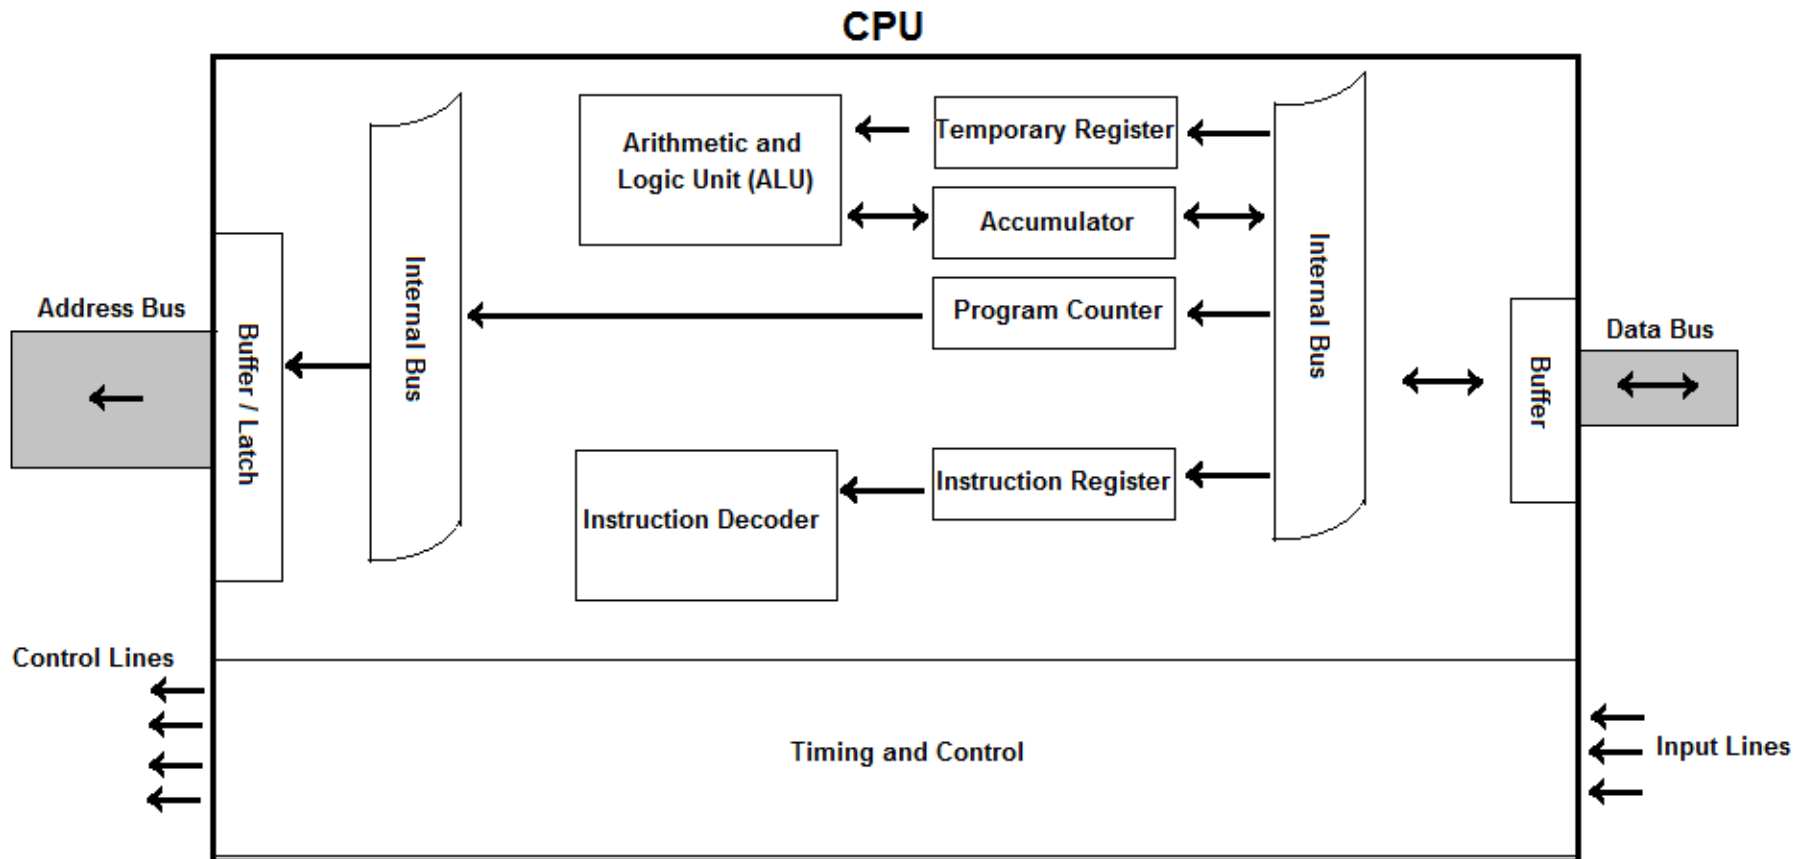 CPU
Arithmetic and
Logic Unit (ALU)
Temporary Register
Accumulator
Program Counter
Instruction Register
Instruction Decoder
Internal Bus
Internal Bus
Address Bus
Buffer / Latch
Buffer
Data Bus
Control Lines
Timing and Control
Input Lines